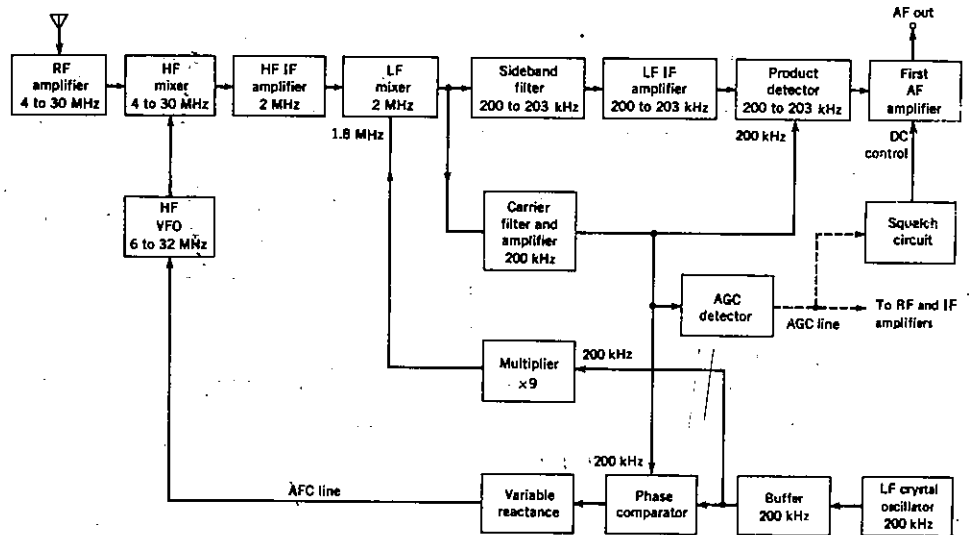 AF out
RF
amplifier
4 to 30 MHz
HF
mixer
4 to 30 MHz
HF IF
amplifier
2 MHz
LF
mixer
2 MHz
Sideband
filter
200 to 203 kHz
LF IF
amplifier
200 to 203 kHz
Product
detector
200 to 203 kHz
First
AF
amplifier
1.8 MHz
200 kHz
DC
control
HF
VFO
6 to 32 MHz
Carrier
filter and
amplifier
200 kHz
Squelch
circuit
AGC
detector
AGC line
To RF and IF
amplifiers
Multiplier
×9
200 kHz
200 kHz
AFC line
Variable
reactance
Phase
comparator
Buffer
200 kHz
LF crystal
oscillator
200 kHz